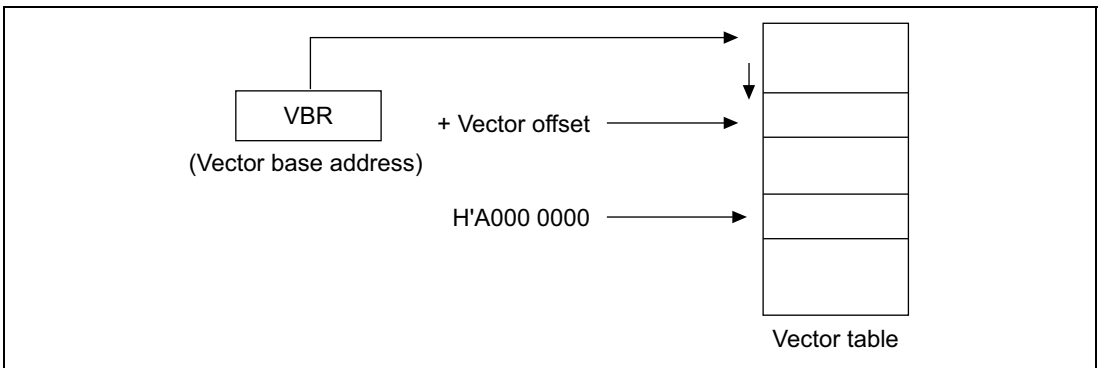 VBR
+ Vector offset
(Vector base address)
H'A000 0000
Vector table